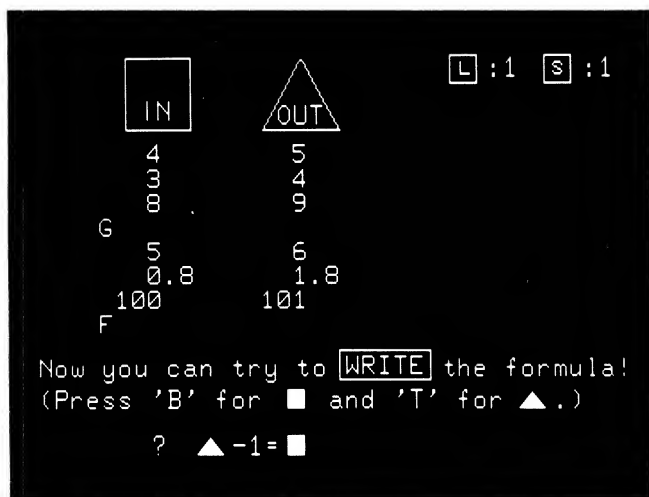 L :1 S :1
IN OUT
4 5
3 4
8 9
G
5 6
0.8 1.8
100 101
F
Now you can try to WRITE the formula!
(Press 'B' for ■ and 'T' for ▲.)
? ▲-1=■